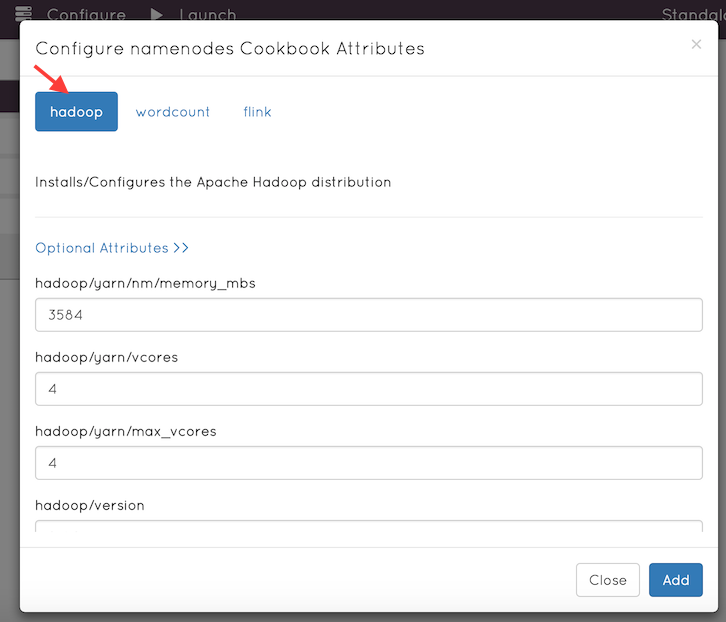 Configure Launch Standal
Configure namenodes Cookbook Attributes ×
hadoop wordcount flink
Installs/Configures the Apache Hadoop distribution
Optional Attributes >>
hadoop/yarn/nm/memory_mbs
3584
hadoop/yarn/vcores
4
hadoop/yarn/max_vcores
4
hadoop/version
Close Add